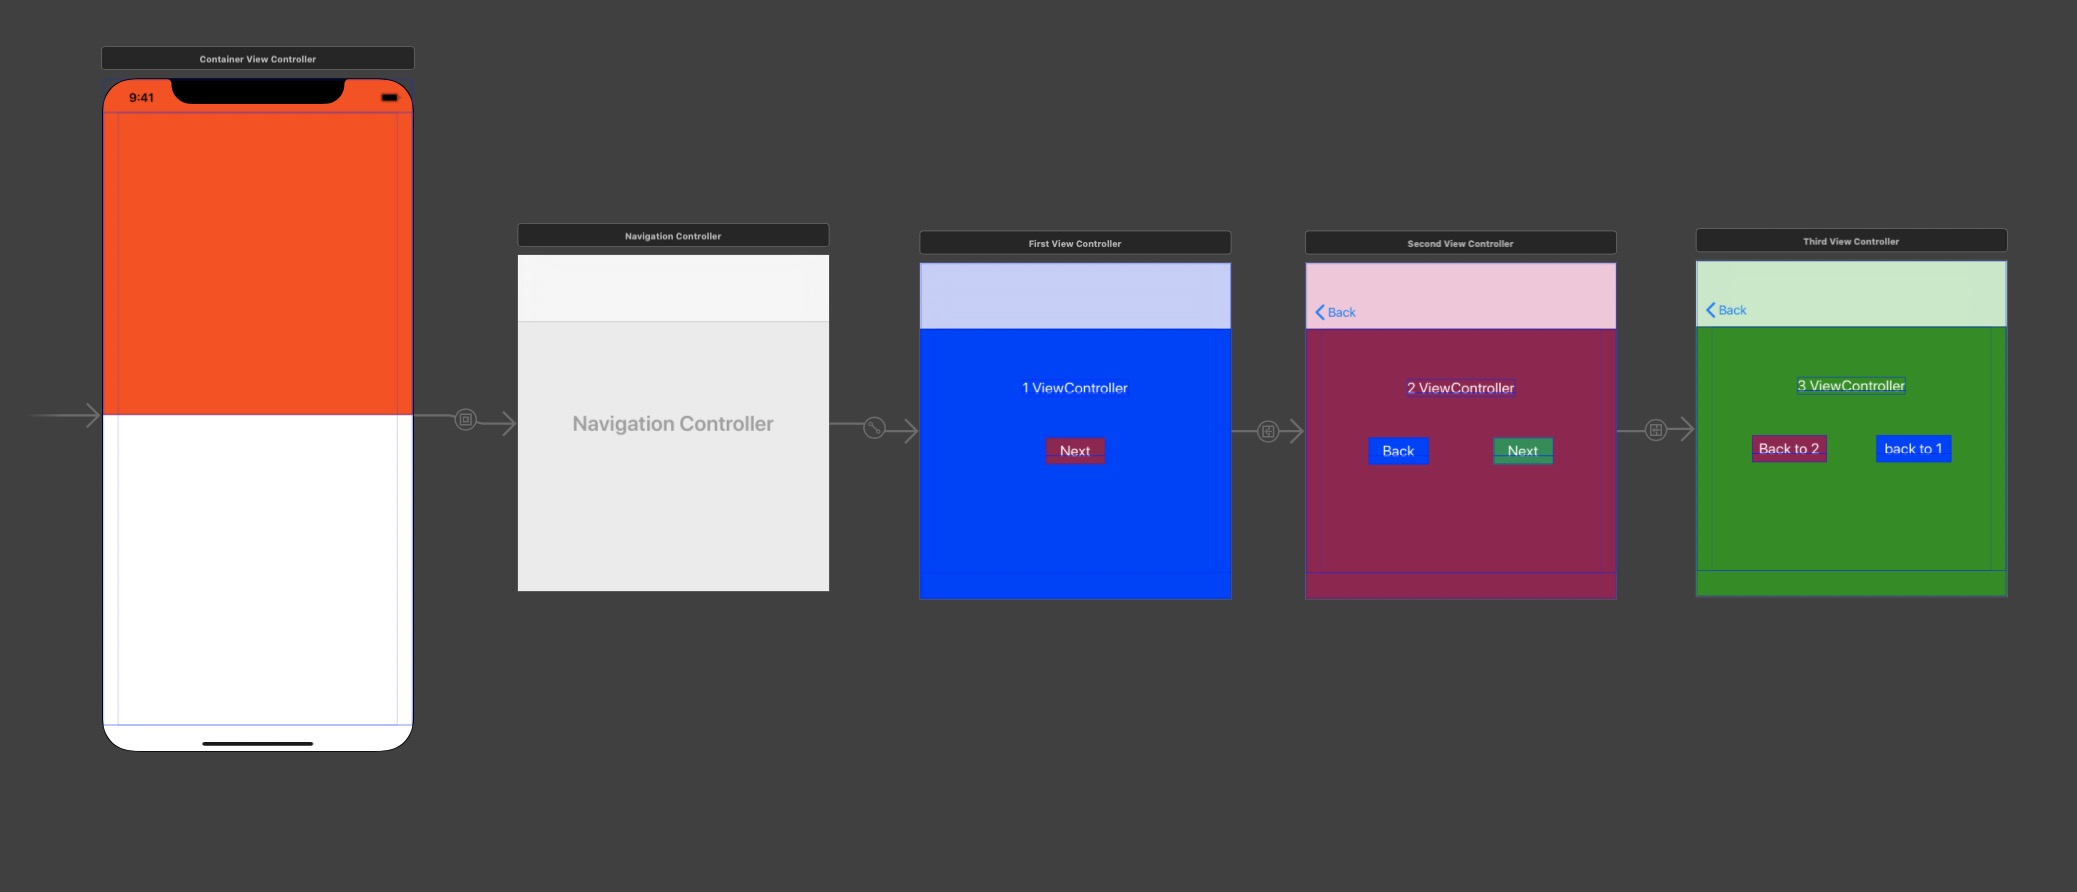 Container View Controller
9:41
Navigation Controller
Navigation Controller
First View Controller
1 ViewController
Next
Second View Controller
Back
2 ViewController
Back
Next
Third View Controller
Back
3 ViewController
Back to 2
back to 1